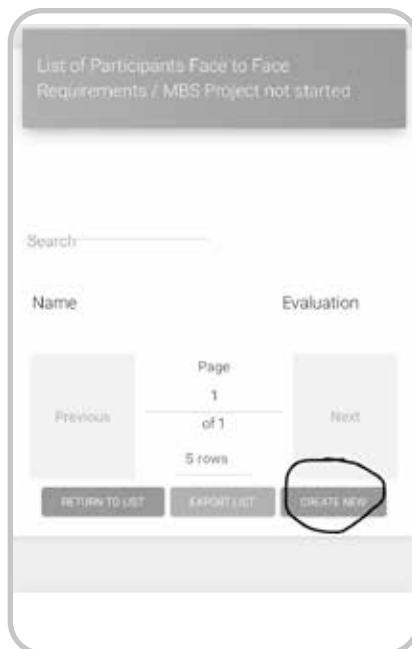 List of Participants Face to Face
Requirements / MBS Project not started
Search
Name Evaluation
Page
Previous 1 Next
of 1
5 rows
RETURN TO LIST EXPORT LIST CREATE NEW